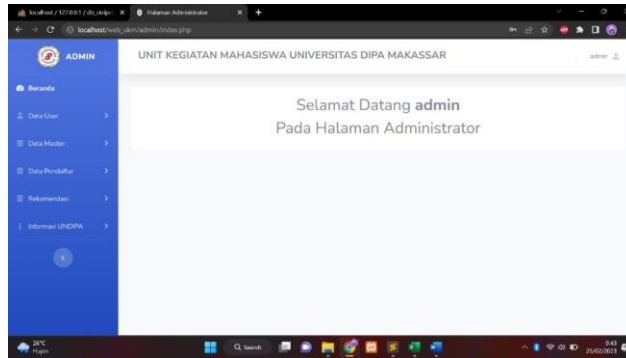 localhost / 127.0.0.1 / db_skripsi
Halaman Administrator
localhost/web_ukm/admin/index.php
ADMIN
UNIT KEGIATAN MAHASISWA UNIVERSITAS DIPA MAKASSAR
admin
Beranda
Data User
Data Master
Data Pendaftar
Rekomendasi
Informasi UNDIPA
Selamat Datang admin
Pada Halaman Administrator
26°C
Hujan
Search
9:43
25/02/2023